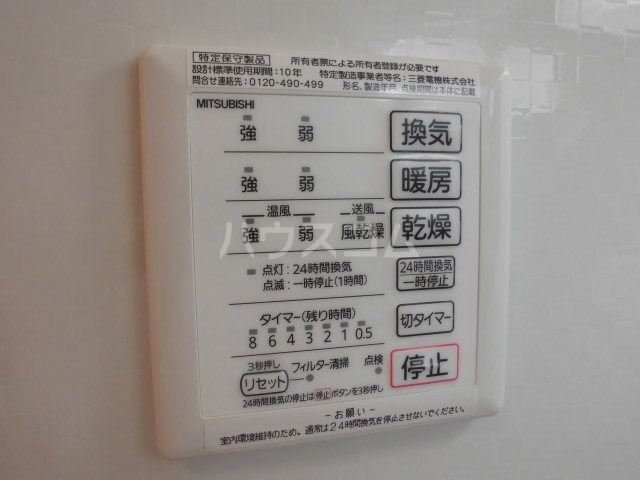 特定保守製品 所有者票による所有者登録が必要です
設計標準使用期間:10年 特定製造事業者等名:三菱電機株式会社
問合せ連絡先:0120-490-499 形名、製造年月、点検期間は本体に記載
MITSUBISHI
強 弱 換気
強 弱 暖房
温風 送風
強 弱 風乾燥 乾燥
点灯:24時間換気
点滅:一時停止(1時間)
24時間換気
一時停止
タイマー(残り時間)
8 6 4 3 2 1 0.5
切タイマー
3秒押し
リセット フィルター清掃 点検
停止
24時間換気の停止は停止ボタンを3秒押し
-お願い-
室内環境維持のため、通常は24時間換気を停止させないでください。
ハウスコム